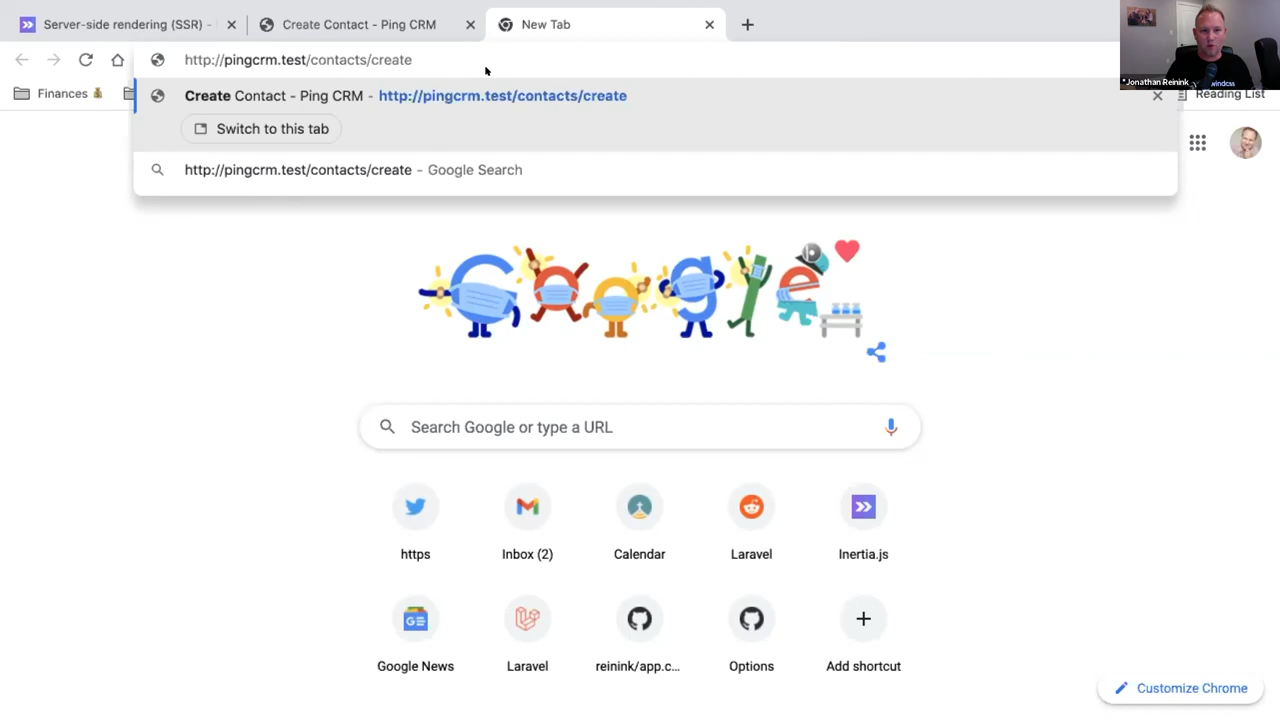 Server-side rendering (SSR) -
Create Contact - Ping CRM
New Tab
http://pingcrm.test/contacts/create
*Jonathan Reinink
windcss
Finances
Reading List
Create Contact - Ping CRM - http://pingcrm.test/contacts/create
Switch to this tab
http://pingcrm.test/contacts/create - Google Search
Google
Search Google or type a URL
https
Inbox (2)
Calendar
Laravel
Inertia.js
Google News
Laravel
reinink/app.c...
Options
Add shortcut
Customize Chrome